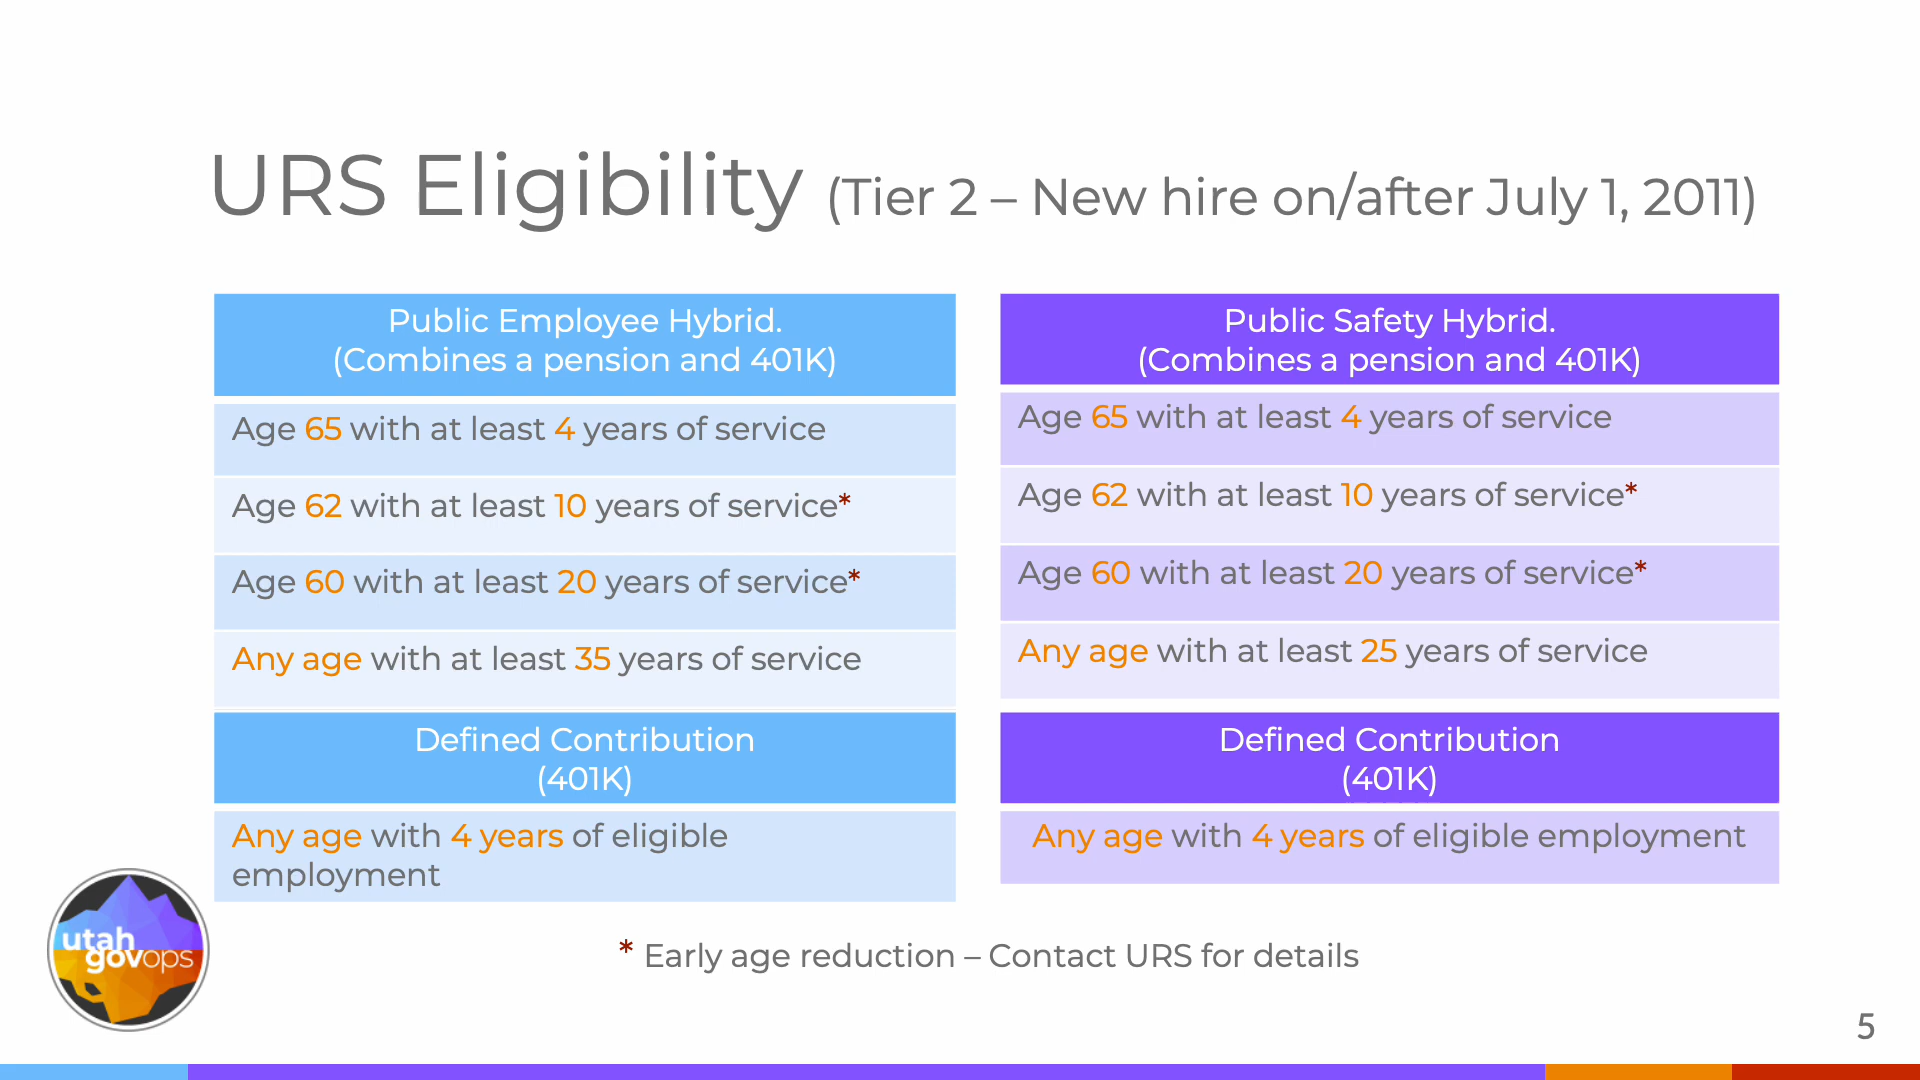 URS Eligibility (Tier 2 – New hire on/after July 1, 2011)
Public Employee Hybrid.
(Combines a pension and 401K)
Age 65 with at least 4 years of service
Age 62 with at least 10 years of service*
Age 60 with at least 20 years of service*
Any age with at least 35 years of service
Defined Contribution
(401K)
Any age with 4 years of eligible
employment
Public Safety Hybrid.
(Combines a pension and 401K)
Age 65 with at least 4 years of service
Age 62 with at least 10 years of service*
Age 60 with at least 20 years of service*
Any age with at least 25 years of service
Defined Contribution
(401K)
Any age with 4 years of eligible employment
* Early age reduction – Contact URS for details
utah
govops
5